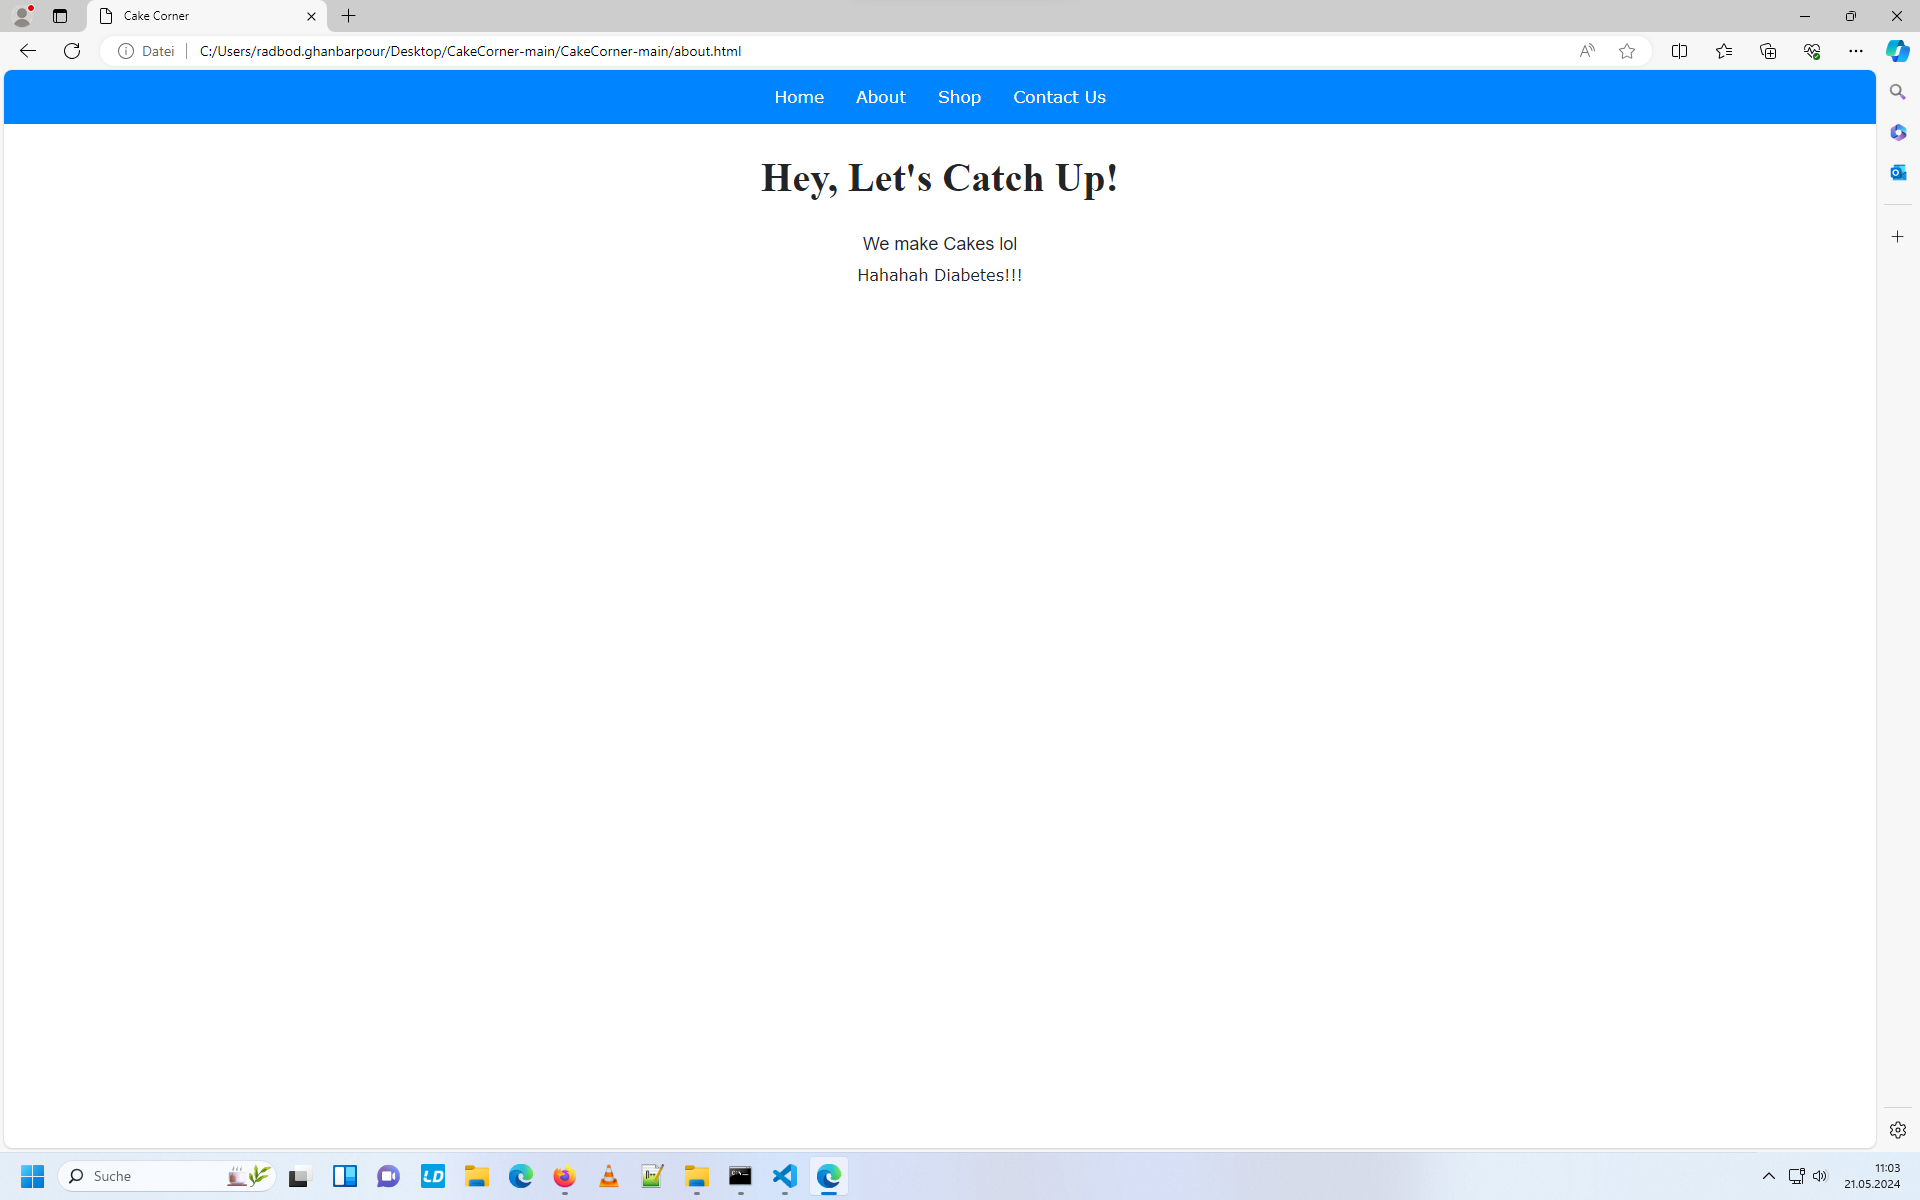 Cake Corner
Datei
C:/Users/radbod.ghanbarpour/Desktop/CakeCorner-main/CakeCorner-main/about.html
Home About Shop Contact Us
Hey, Let's Catch Up!
We make Cakes lol
Hahahah Diabetes!!!
Suche
LD
11:03
21.05.2024